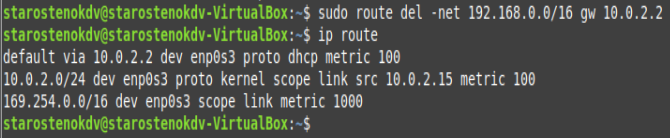 starostenokdv@starostenokdv-VirtualBox:~$ sudo route del -net 192.168.0.0/16 gw 10.0.2.2
starostenokdv@starostenokdv-VirtualBox:~$ ip route
default via 10.0.2.2 dev enp0s3 proto dhcp metric 100
10.0.2.0/24 dev enp0s3 proto kernel scope link src 10.0.2.15 metric 100
169.254.0.0/16 dev enp0s3 scope link metric 1000
starostenokdv@starostenokdv-VirtualBox:~$